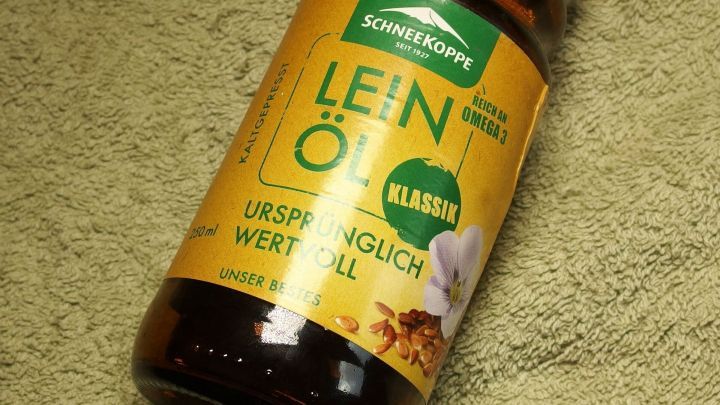 SCHNEEKOPPE
SEIT 1927
KALTGEPRESST
LEIN
ÖL
REICH AN
OMEGA 3
KLASSIK
URSPRÜNGLICH
WERTVOLL
250 ml
UNSER BESTES